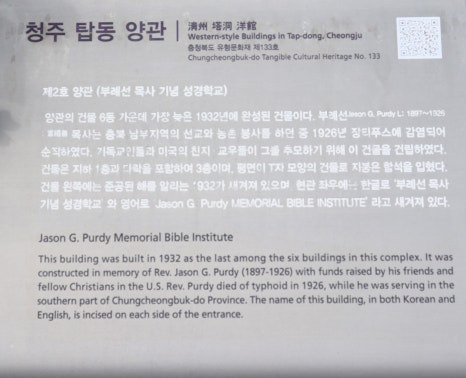 청주 탑동 양관
淸州 塔洞 洋館
Western-style Buildings in Tap-dong, Cheongju
충청북도 유형문화재 제133호
Chungcheongbuk-do Tangible Cultural Heritage No. 133
제2호 양관 (부례선 목사 기념 성경학교)
양관의 건물 6동 가운데 가장 늦은 1932년에 완성된 건물이다. 부례선Jason G. Purdy 1897~1926
목사는 충북 남부지역의 선교와 농촌 봉사를 하던 중 1926년 장티푸스에 감염되어
순직하였다. 기독교인들과 미국의 친지·교우들이 그를 추모하기 위해 이 건물을 건립하였다.
건물은 지하 1층과 다락을 포함하여 3층이며, 평면이 T자 모양의 건물로 지붕은 함석을 입혔다.
건물 왼쪽에는 준공된 해를 알리는 '1932'가 새겨져 있으며, 현관 좌우에는 한글로 '부례선 목사
기념 성경학교' 와 영어로 'Jason G. Purdy MEMORIAL BIBLE INSTITUTE' 라고 새겨져 있다.
Jason G. Purdy Memorial Bible Institute
This building was built in 1932 as the last among the six buildings in this complex. It was
constructed in memory of Rev. Jason G. Purdy (1897-1926) with funds raised by his friends and
fellow Christians in the U.S. Rev. Purdy died of typhoid in 1926, while he was serving in the
southern part of Chungcheongbuk-do Province. The name of this building, in both Korean and
English, is incised on each side of the entrance.